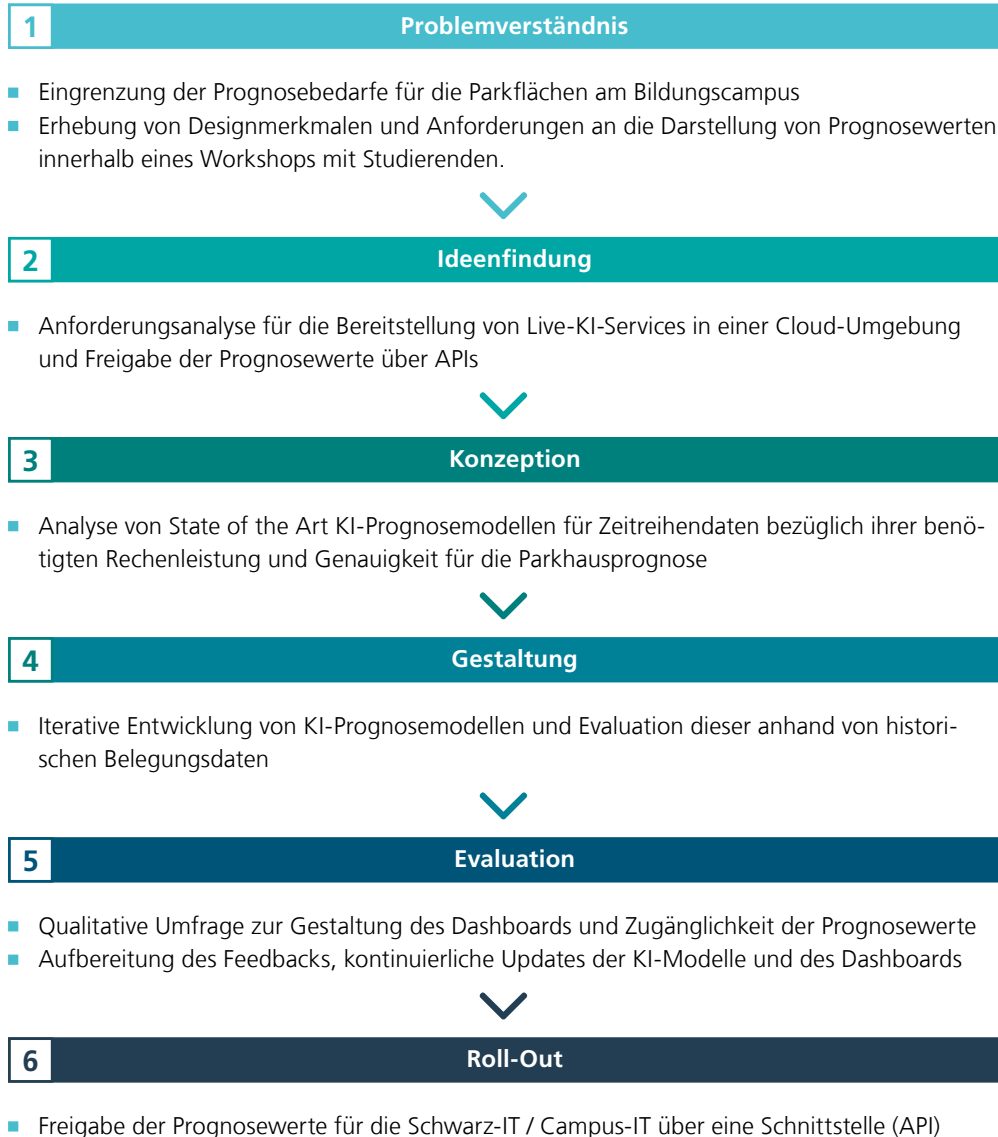 1 Problemverständnis
Eingrenzung der Prognosebedarfe für die Parkflächen am Bildungscampus
Erhebung von Designmerkmalen und Anforderungen an die Darstellung von Prognosewerten
innerhalb eines Workshops mit Studierenden.
2 Ideenfindung
Anforderungsanalyse für die Bereitstellung von Live-KI-Services in einer Cloud-Umgebung
und Freigabe der Prognosewerte über APIs
3 Konzeption
Analyse von State of the Art KI-Prognosemodellen für Zeitreihendaten bezüglich ihrer benö-
tigten Rechenleistung und Genauigkeit für die Parkhausprognose
4 Gestaltung
Iterative Entwicklung von KI-Prognosemodellen und Evaluation dieser anhand von histori-
schen Belegungsdaten
5 Evaluation
Qualitative Umfrage zur Gestaltung des Dashboards und Zugänglichkeit der Prognosewerte
Aufbereitung des Feedbacks, kontinuierliche Updates der KI-Modelle und des Dashboards
6 Roll-Out
Freigabe der Prognosewerte für die Schwarz-IT / Campus-IT über eine Schnittstelle (API)